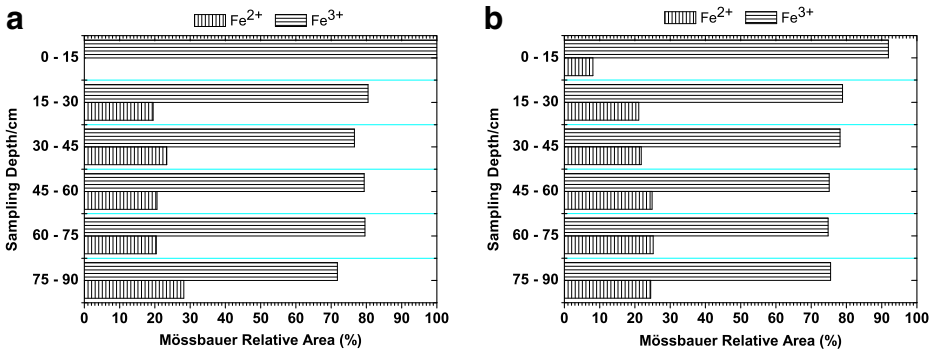 a
Fe2+ Fe3+
Sampling Depth/cm
0 - 15
15 - 30
30 - 45
45 - 60
60 - 75
75 - 90
0 10 20 30 40 50 60 70 80 90 100
Mössbauer Relative Area (%)
b
Fe2+ Fe3+
Sampling Depth/cm
0 - 15
15 - 30
30 - 45
45 - 60
60 - 75
75 - 90
0 10 20 30 40 50 60 70 80 90 100
Mössbauer Relative Area (%)